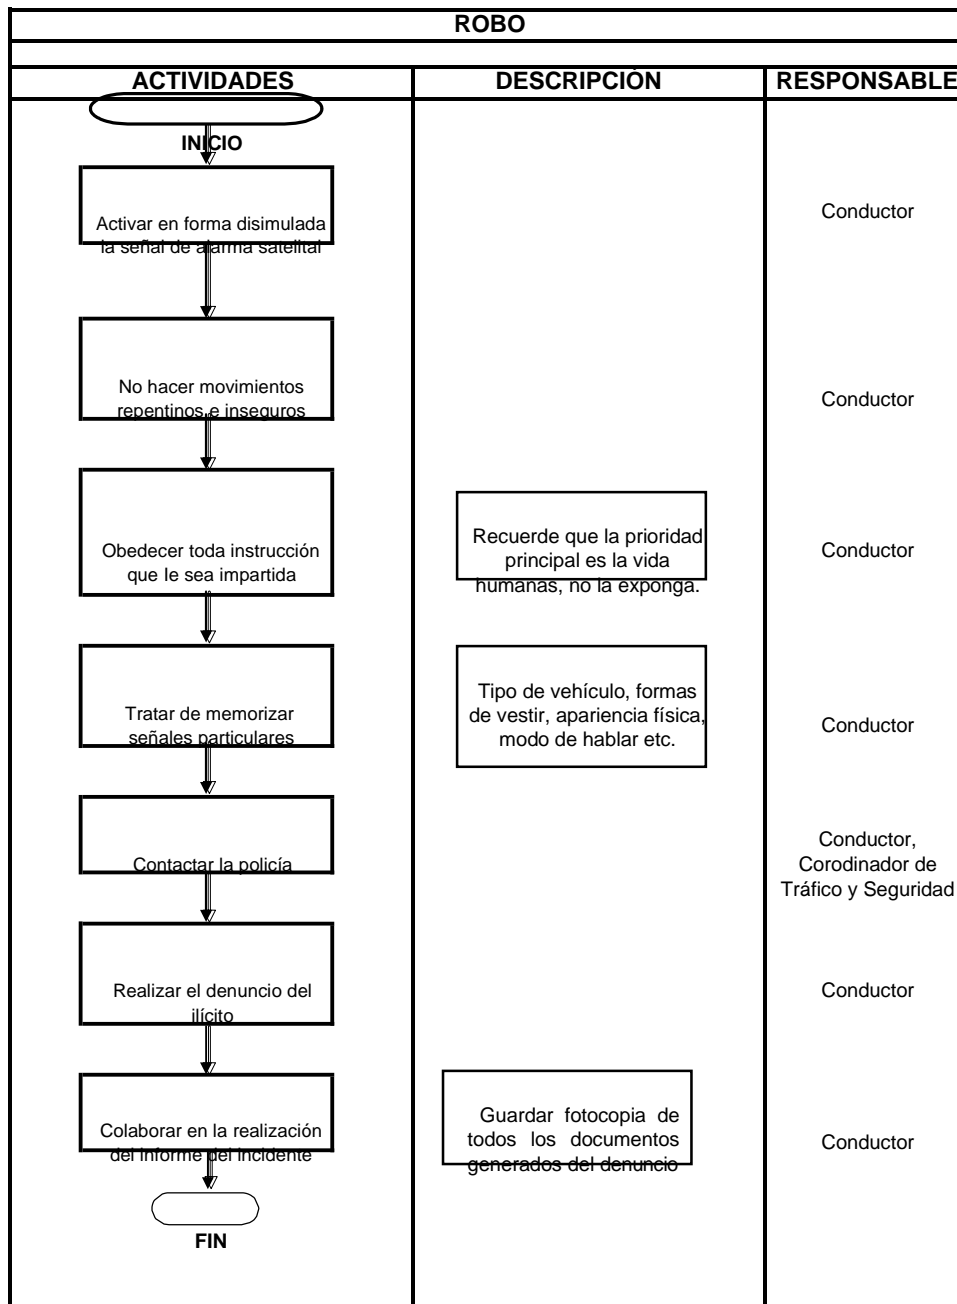 ROBO
ACTIVIDADES
DESCRIPCIÓN
RESPONSABLE
INICIO
Activar en forma disimulada
la señal de alarma satelital
Conductor
No hacer movimientos
repentinos e inseguros
Conductor
Obedecer toda instrucción
que le sea impartida
Recuerde que la prioridad
principal es la vida
humanas, no la exponga.
Conductor
Tratar de memorizar
señales particulares
Tipo de vehículo, formas
de vestir, apariencia física,
modo de hablar etc.
Conductor
Contactar la policía
Conductor,
Corodinador de
Tráfico y Seguridad
Realizar el denuncio del
ilícito
Conductor
Colaborar en la realización
del informe del incidente
Guardar fotocopia de
todos los documentos
generados del denuncio
Conductor
FIN